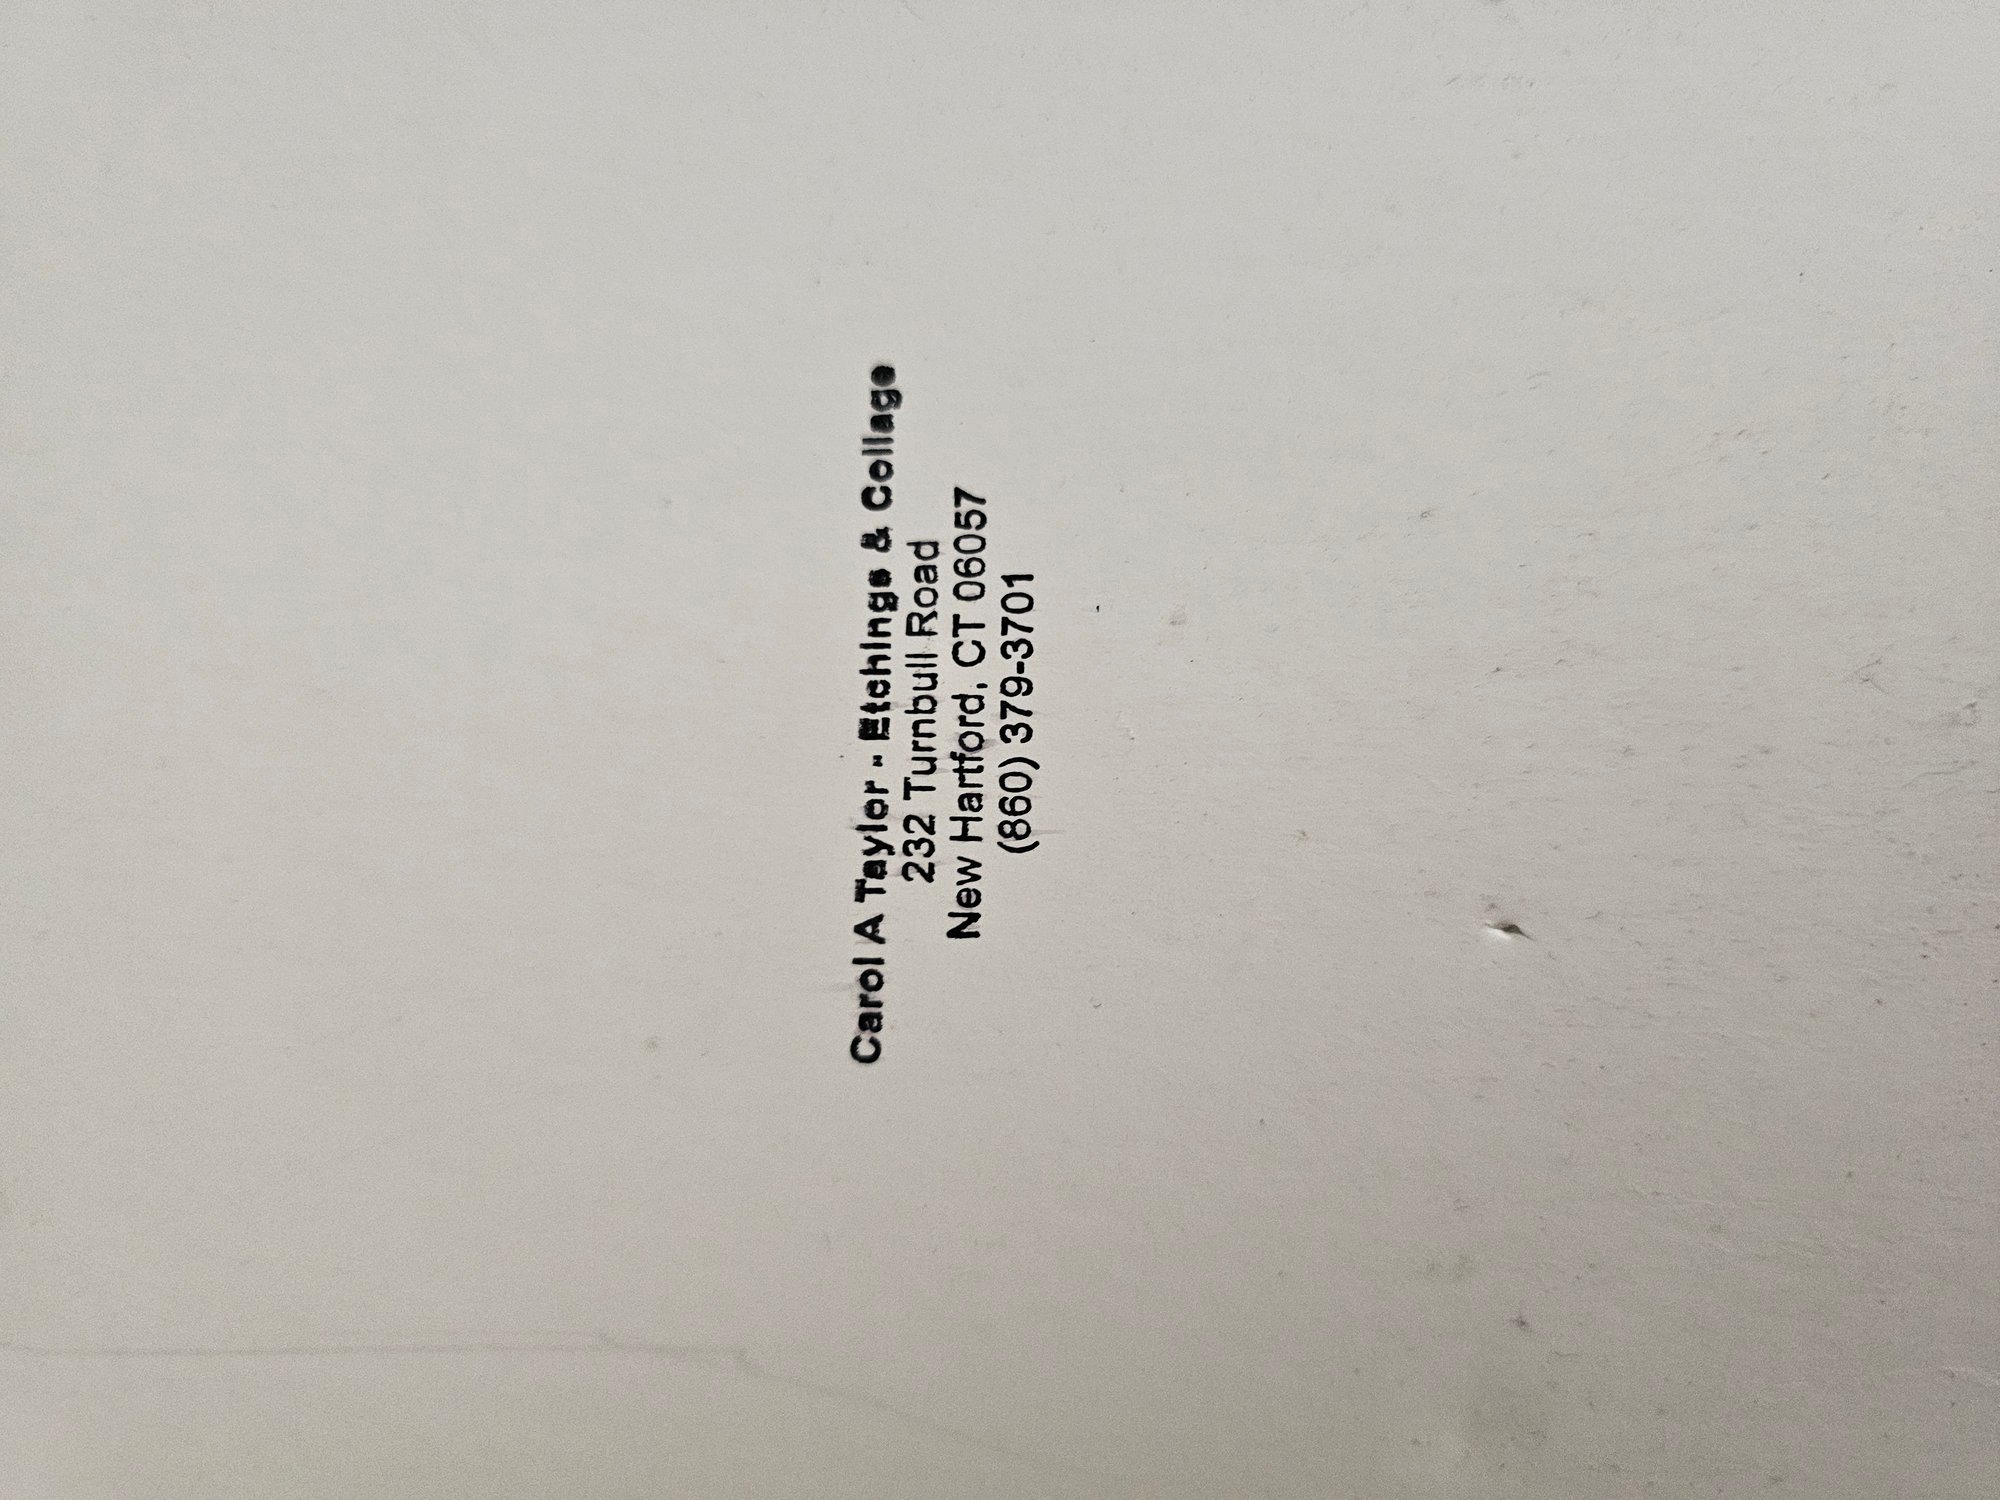 Carol A Taylor - Etchings & Collage
232 Turnbull Road
New Hartford, CT 06057
(860) 379-3701